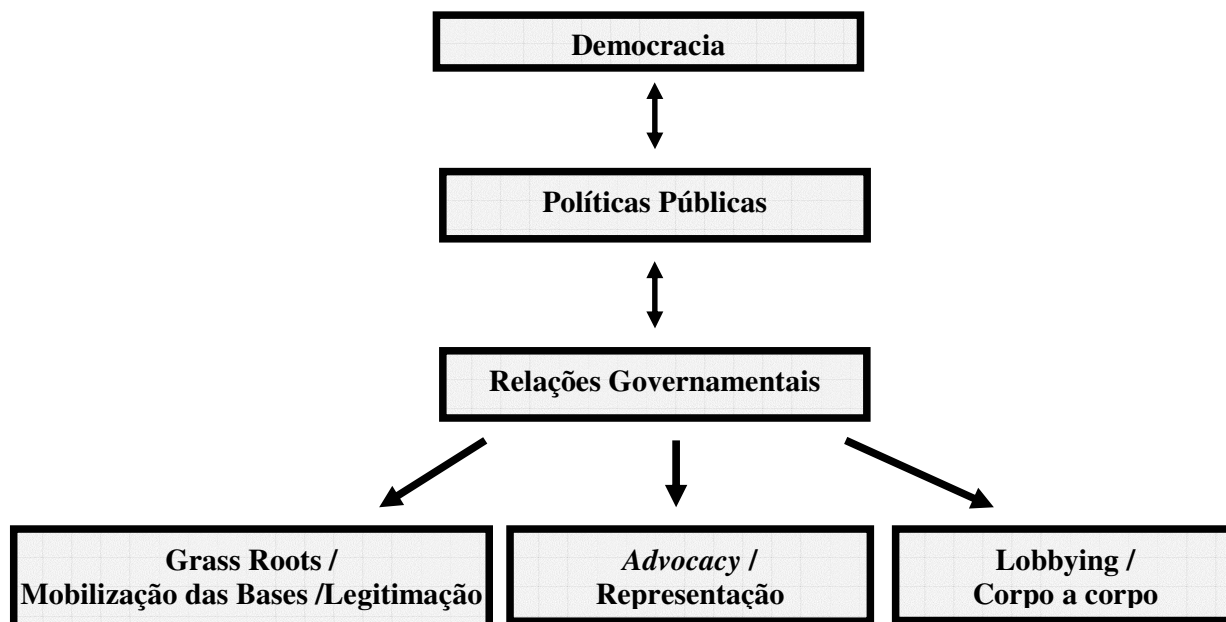 Democracia
Políticas Públicas
Relações Governamentais
Grass Roots /
Mobilização das Bases /Legitimação
Advocacy /
Representação
Lobbying /
Corpo a corpo